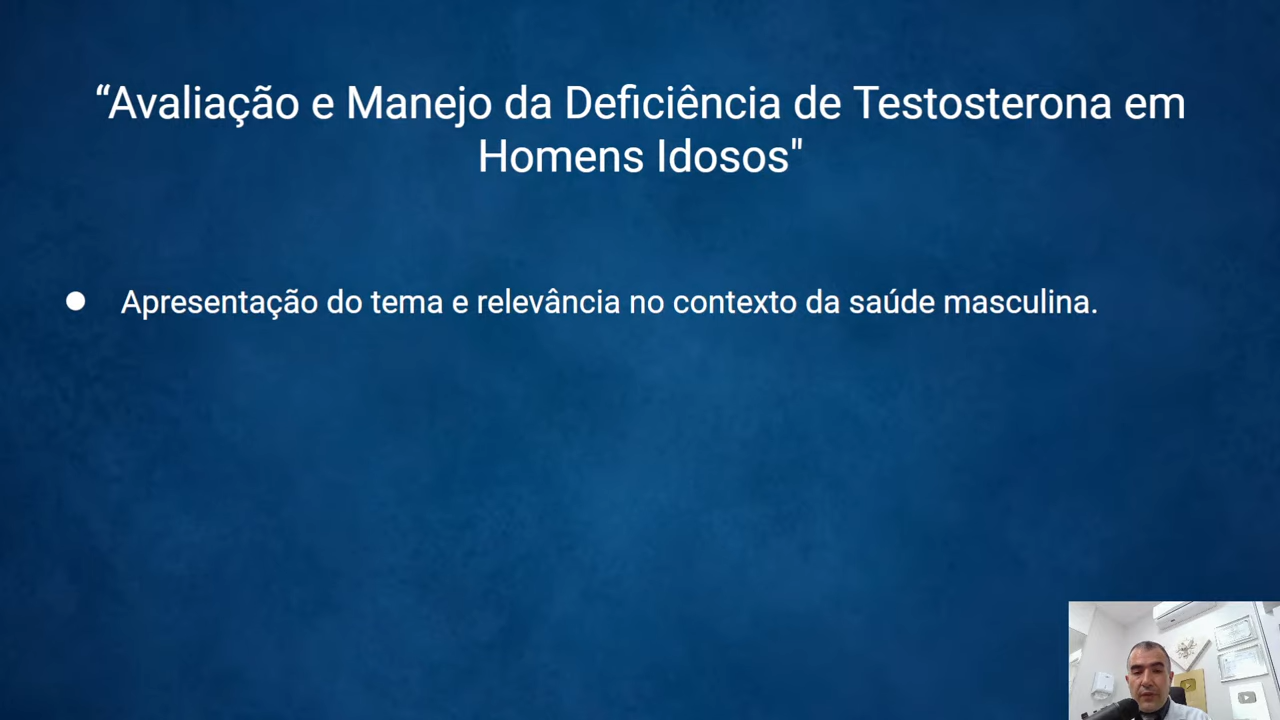 “Avaliação e Manejo da Deficiência de Testosterona em
Homens Idosos"
● Apresentação do tema e relevância no contexto da saúde masculina.